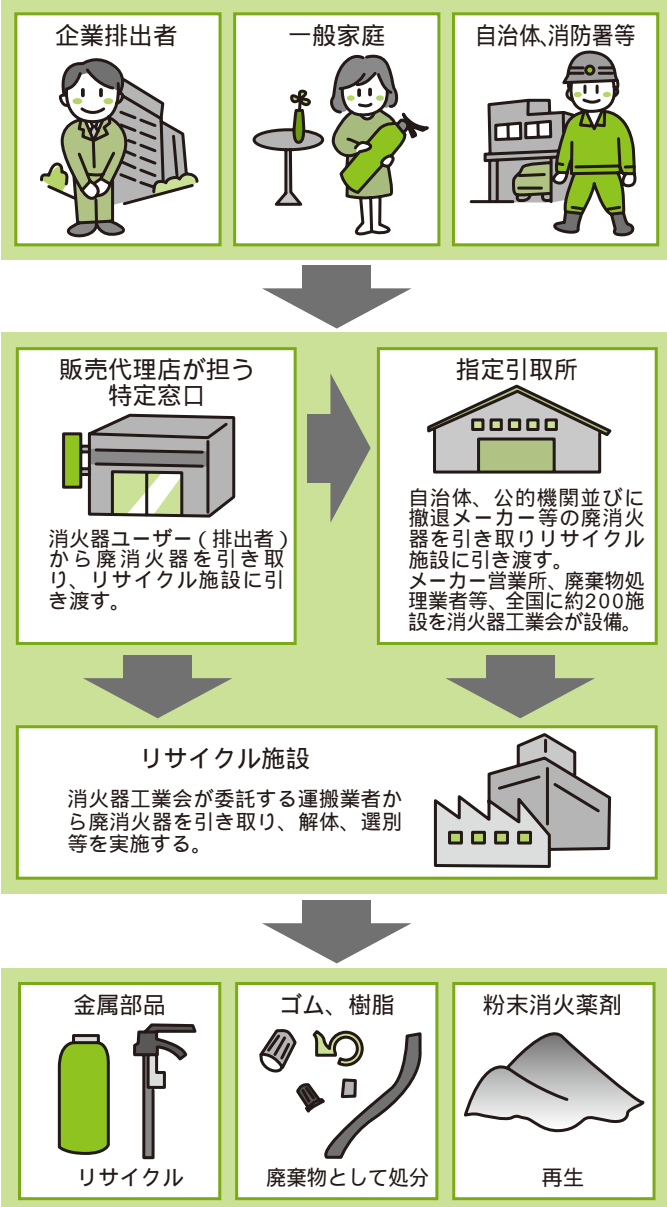 企業排出者
一般家庭
自治体、消防署等
販売代理店が担う
特定窓口
消火器ユーザー(排出者)
から廃消火器を引き取
り、リサイクル施設に引
き渡す。
指定引取所
自治体、公的機関並びに
撤退メーカー等の廃消火
器を引き取りリサイクル
施設に引き渡す。
メーカー営業所、廃棄物処
理業者等、全国に約200施
設を消火器工業会が設備。
リサイクル施設
消火器工業会が委託する運搬業者か
ら廃消火器を引き取り、解体、選別
等を実施する。
金属部品
リサイクル
ゴム、樹脂
廃棄物として処分
粉末消火薬剤
再生